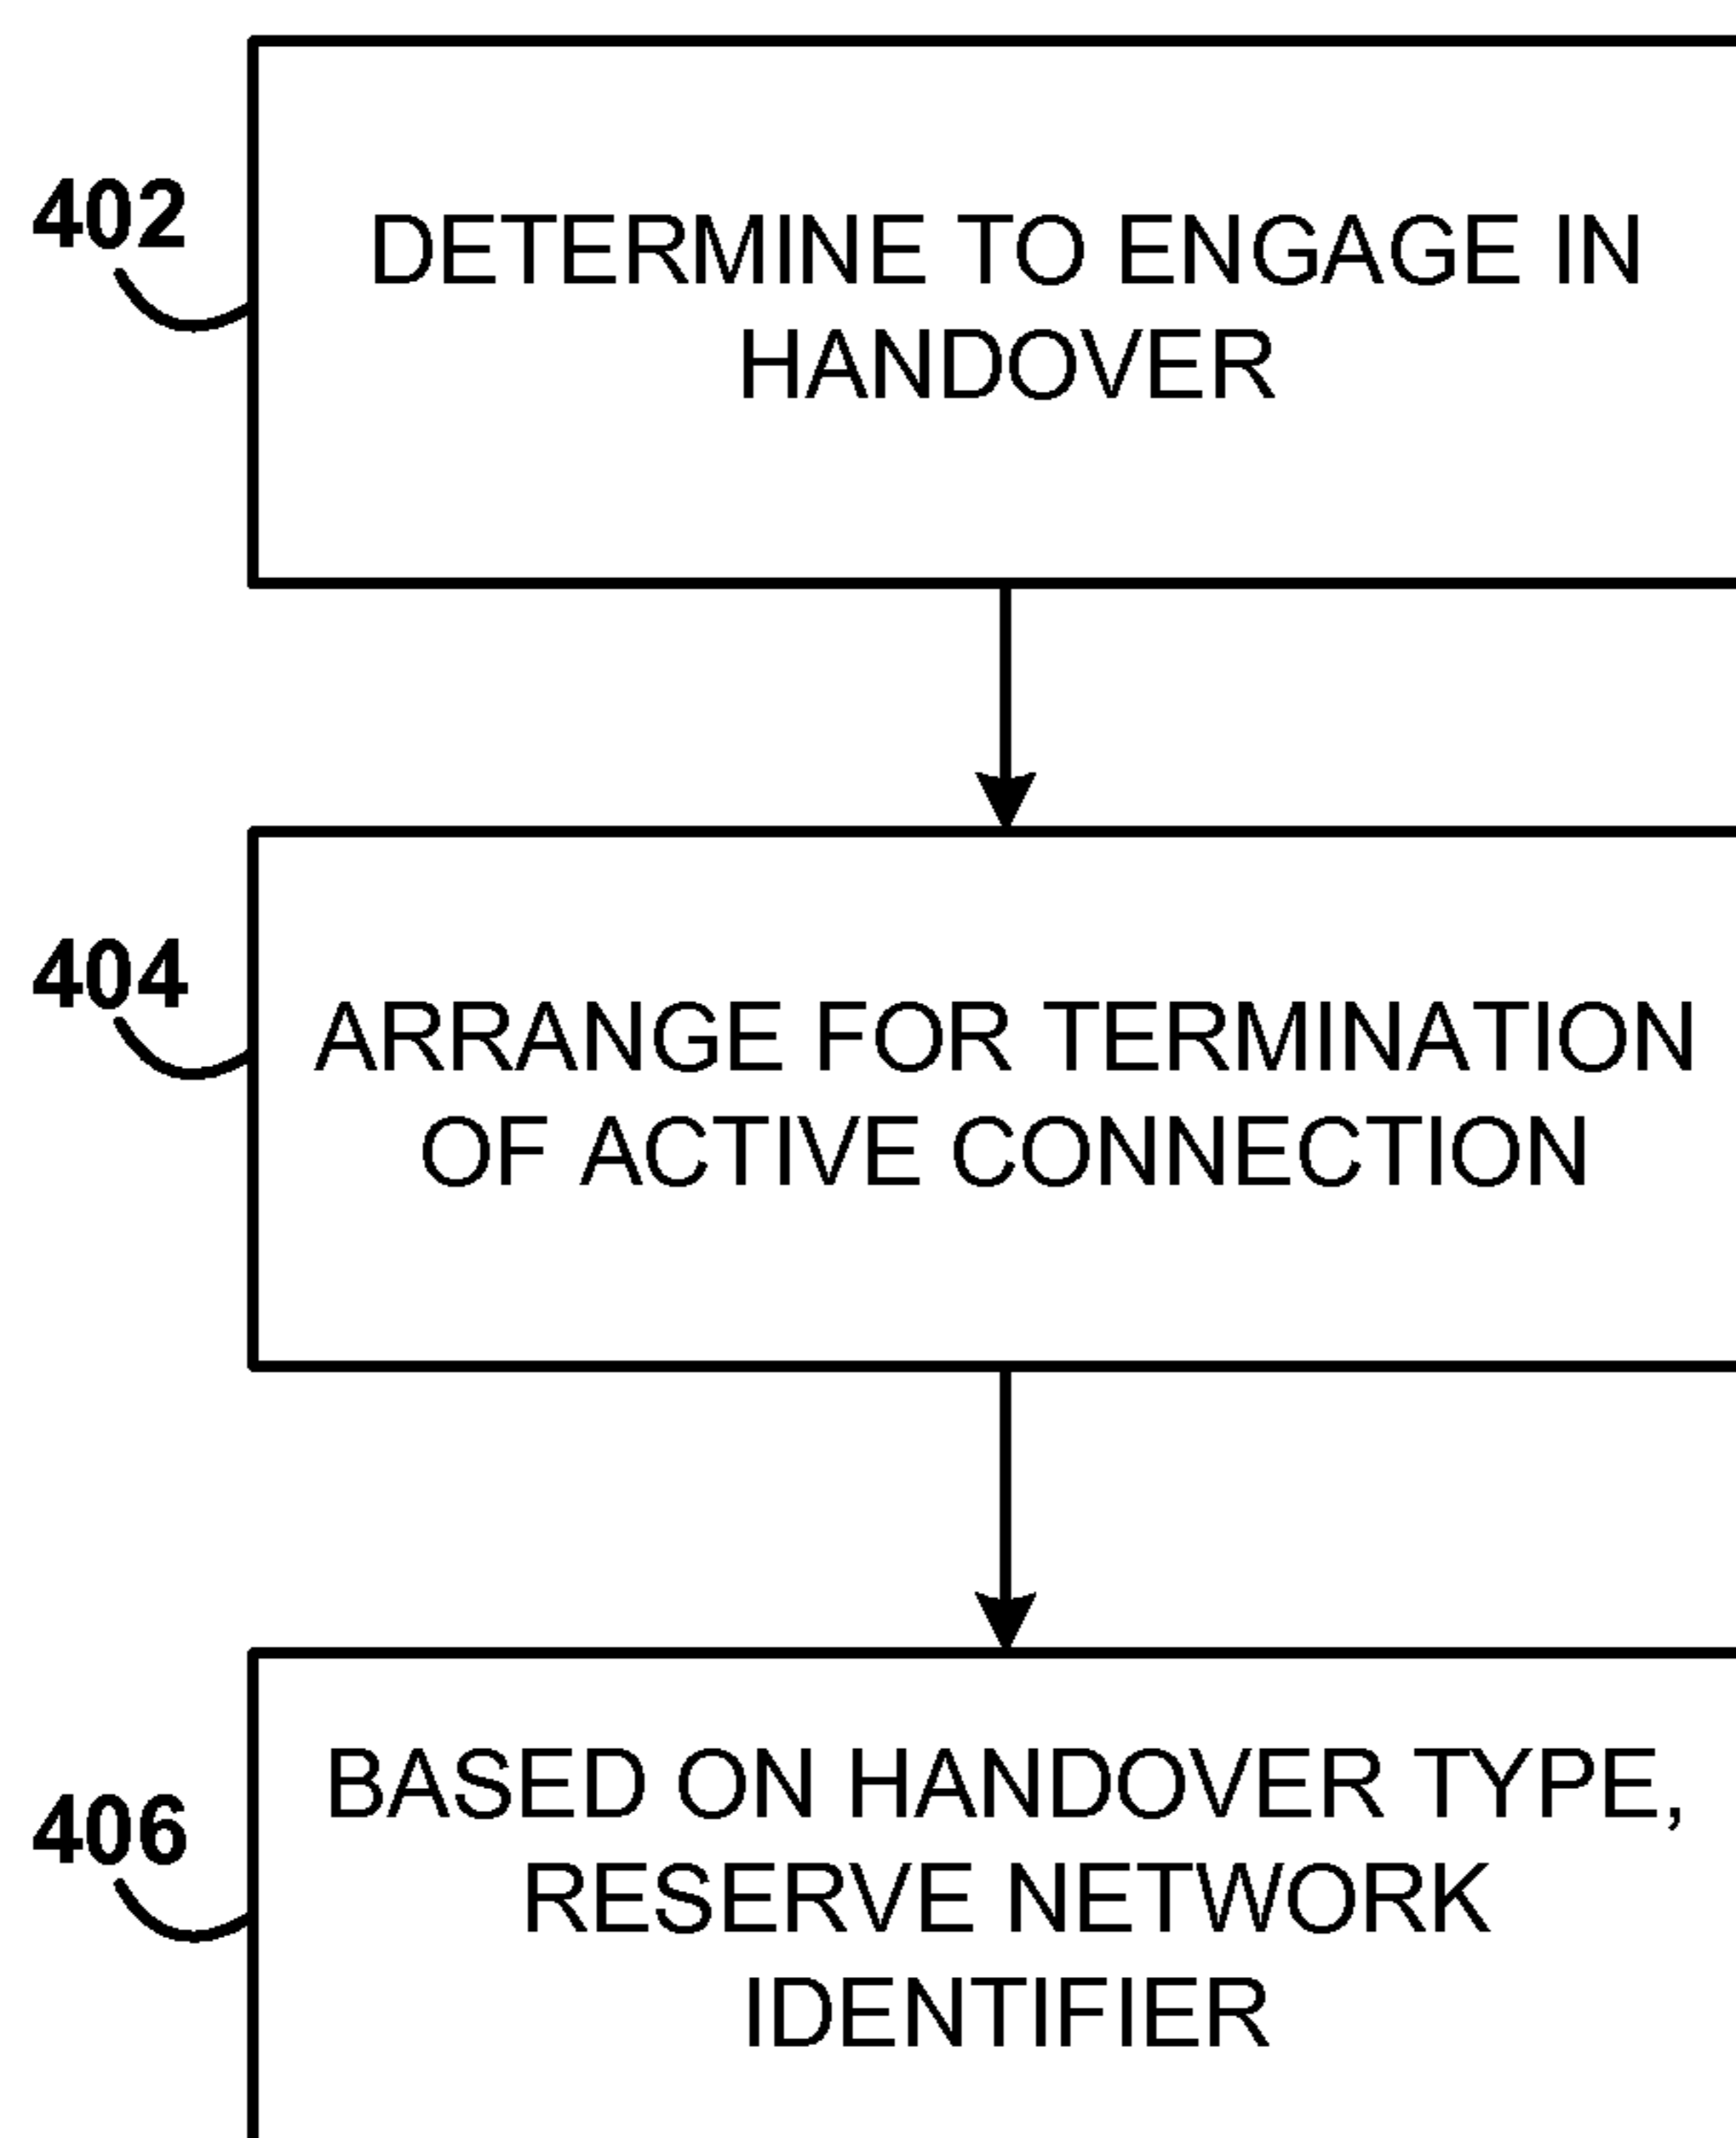 402
DETERMINE TO ENGAGE IN
HANDOVER
404
ARRANGE FOR TERMINATION
OF ACTIVE CONNECTION
406
BASED ON HANDOVER TYPE,
RESERVE NETWORK
IDENTIFIER